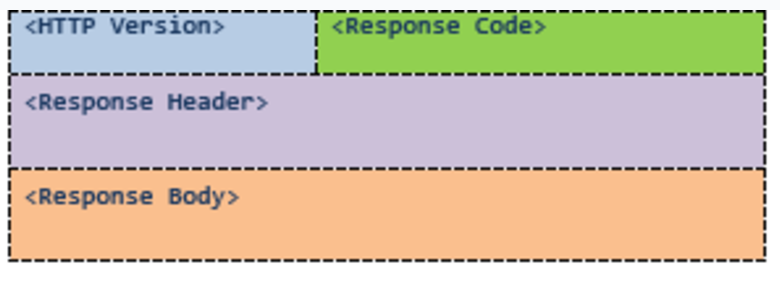 <HTTP Version> <Response Code>
<Response Header>
<Response Body>